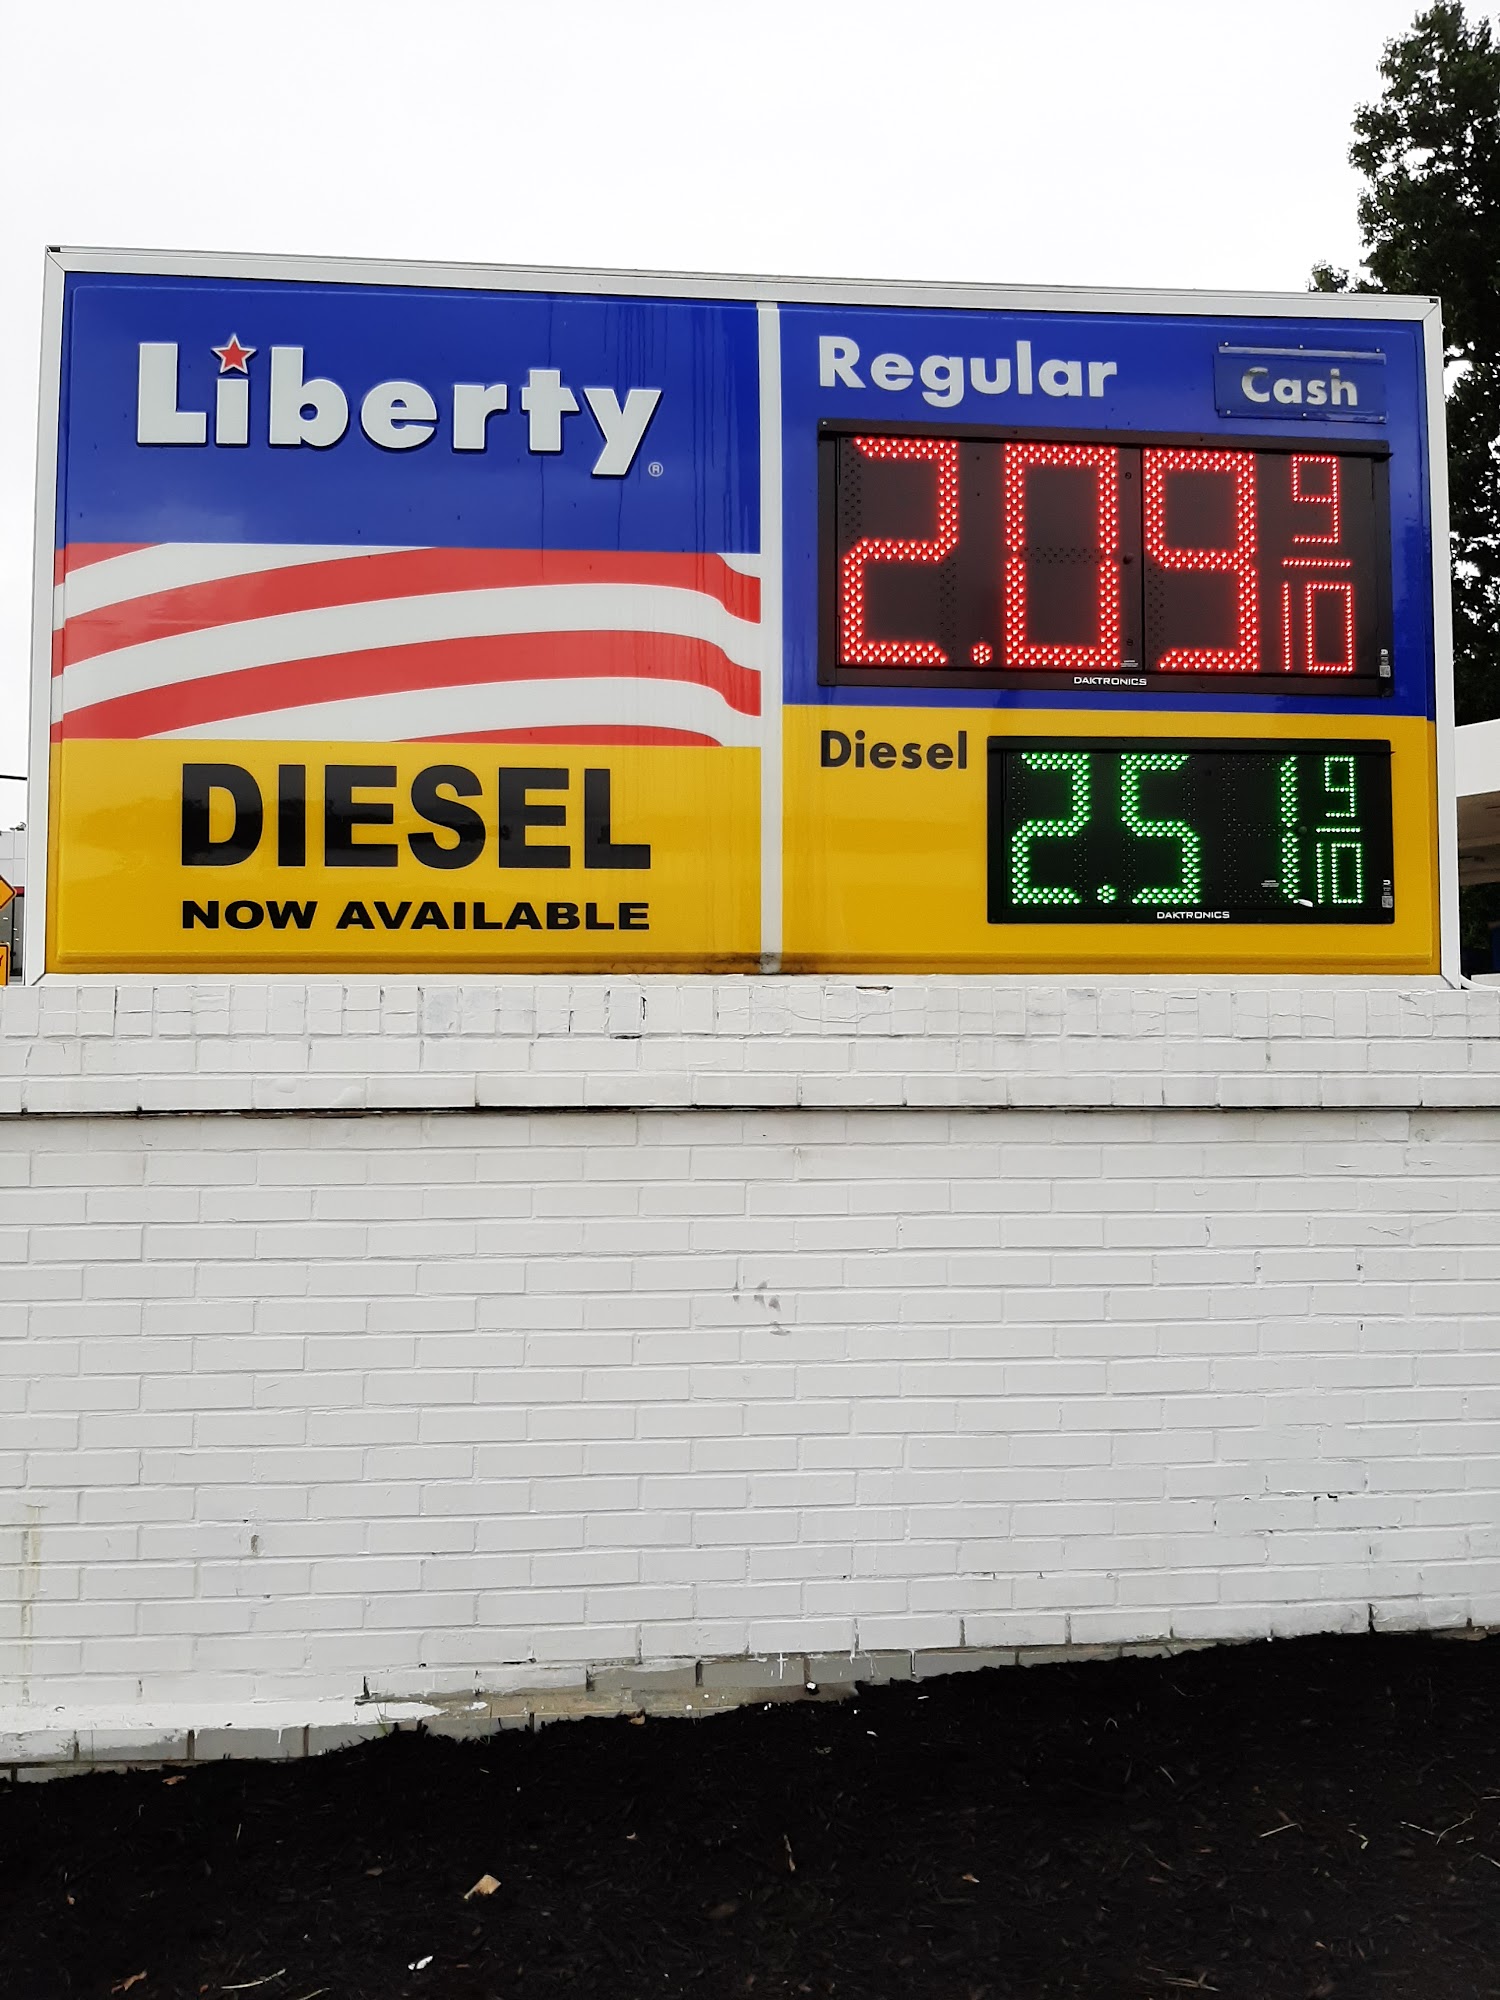 Liberty®
DIESEL
NOW AVAILABLE
Regular Cash
2.09 9/10
DAKTRONICS
Diesel 2.51 9/10
DAKTRONICS